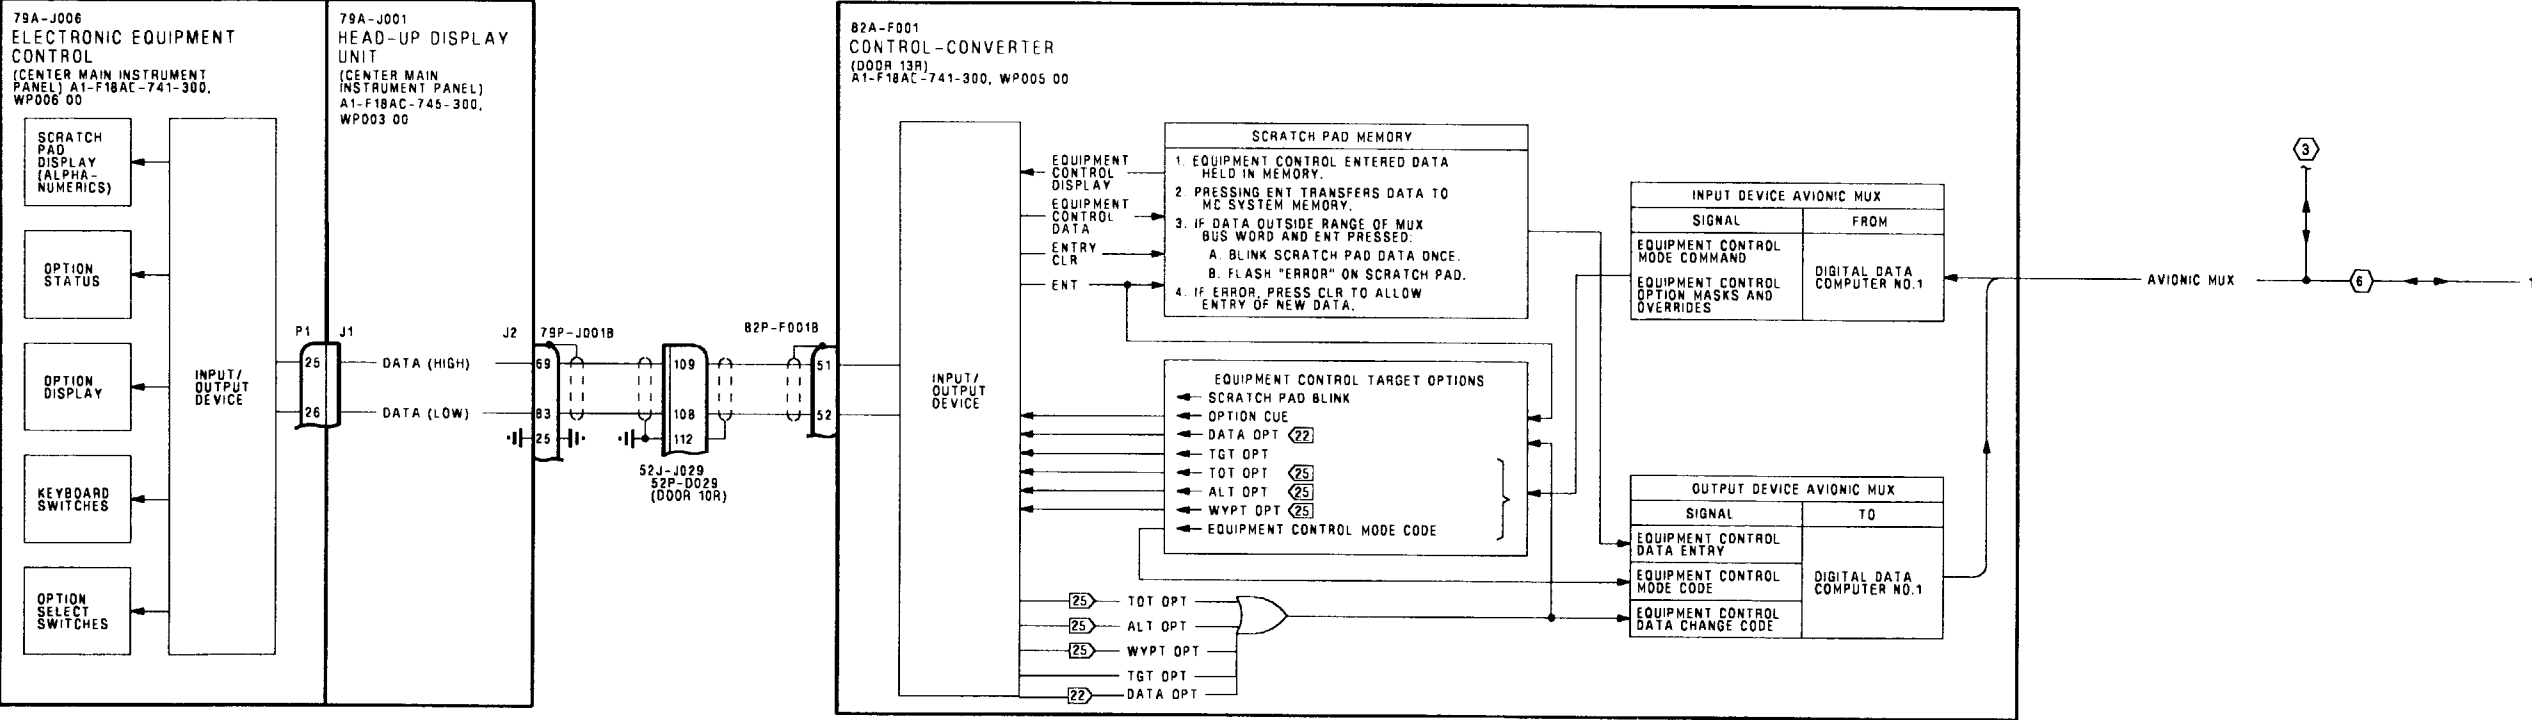 79A-J006
ELECTRONIC EQUIPMENT
CONTROL
(CENTER MAIN INSTRUMENT
PANEL) A1-F18AC-741-300,
WP006 00
SCRATCH
PAD
DISPLAY
(ALPHA-
NUMERICS)
OPTION
STATUS
OPTION
DISPLAY
KEYBOARD
SWITCHES
OPTION
SELECT
SWITCHES
INPUT/
OUTPUT
DEVICE
P1
25
26
79A-J001
HEAD-UP DISPLAY
UNIT
(CENTER MAIN
INSTRUMENT PANEL)
A1-F18AC-745-300,
WP003 00
J1
DATA (HIGH)
DATA (LOW)
J2
79P-J001B
69
83
25
109
108
112
52J-J029
52P-D029
(DOOR 10R)
82P-F001B
51
52
82A-F001
CONTROL-CONVERTER
(DOOR 13R)
A1-F18AC-741-300, WP005 00
INPUT/
OUTPUT
DEVICE
EQUIPMENT
CONTROL
DISPLAY
EQUIPMENT
CONTROL
DATA
ENTRY
CLR
ENT
SCRATCH PAD MEMORY
1. EQUIPMENT CONTROL ENTERED DATA
HELD IN MEMORY.
2. PRESSING ENT TRANSFERS DATA TO
MC SYSTEM MEMORY.
3. IF DATA OUTSIDE RANGE OF MUX
BUS WORD AND ENT PRESSED:
A. BLINK SCRATCH PAD DATA ONCE.
B. FLASH "ERROR" ON SCRATCH PAD.
4. IF ERROR, PRESS CLR TO ALLOW
ENTRY OF NEW DATA.
EQUIPMENT CONTROL TARGET OPTIONS
SCRATCH PAD BLINK
OPTION CUE
DATA OPT 22
TGT OPT
TOT OPT 25
ALT OPT 25
WYPT OPT 25
EQUIPMENT CONTROL MODE CODE
25 TOT OPT
25 ALT OPT
25 WYPT OPT
TGT OPT
22 DATA OPT
INPUT DEVICE AVIONIC MUX
SIGNAL FROM
EQUIPMENT CONTROL
MODE COMMAND
EQUIPMENT CONTROL
OPTION MASKS AND
OVERRIDES
DIGITAL DATA
COMPUTER NO.1
OUTPUT DEVICE AVIONIC MUX
SIGNAL TO
EQUIPMENT CONTROL
DATA ENTRY
EQUIPMENT CONTROL
MODE CODE
EQUIPMENT CONTROL
DATA CHANGE CODE
DIGITAL DATA
COMPUTER NO.1
AVIONIC MUX
3
6